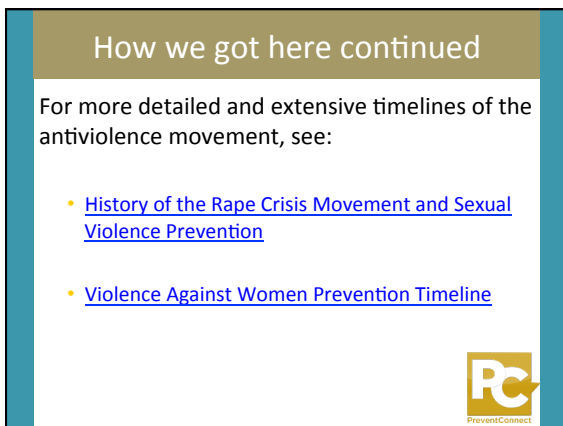 How we got here continued
For more detailed and extensive timelines of the
antiviolence movement, see:
• History of the Rape Crisis Movement and Sexual
Violence Prevention
• Violence Against Women Prevention Timeline
PC
PreventConnect